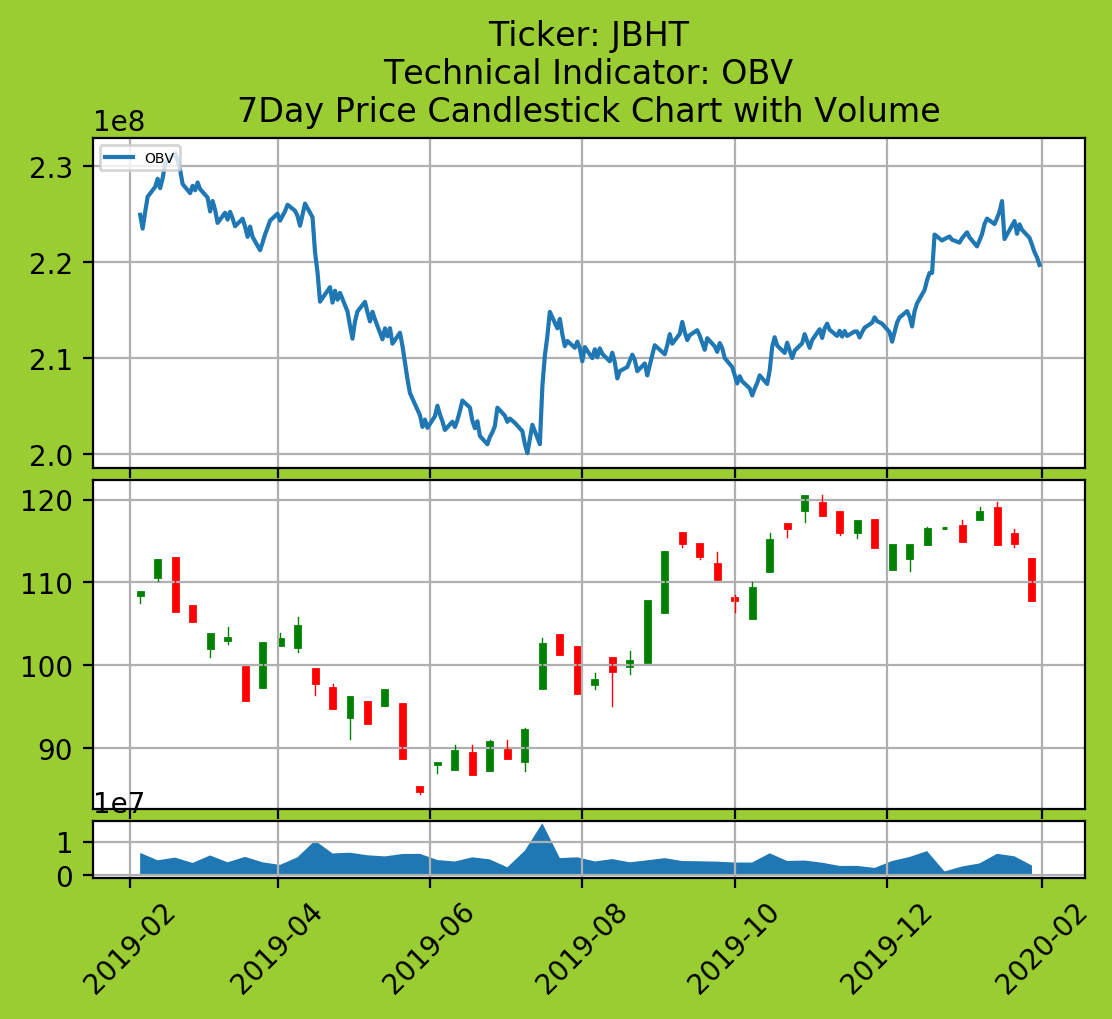 Ticker: JBHT
Technical Indicator: OBV
7Day Price Candlestick Chart with Volume
1e8
OBV
2.3
2.2
2.1
2.0
120
110
100
90
1e7
1
0
2019-02
2019-04
2019-06
2019-08
2019-10
2019-12
2020-02